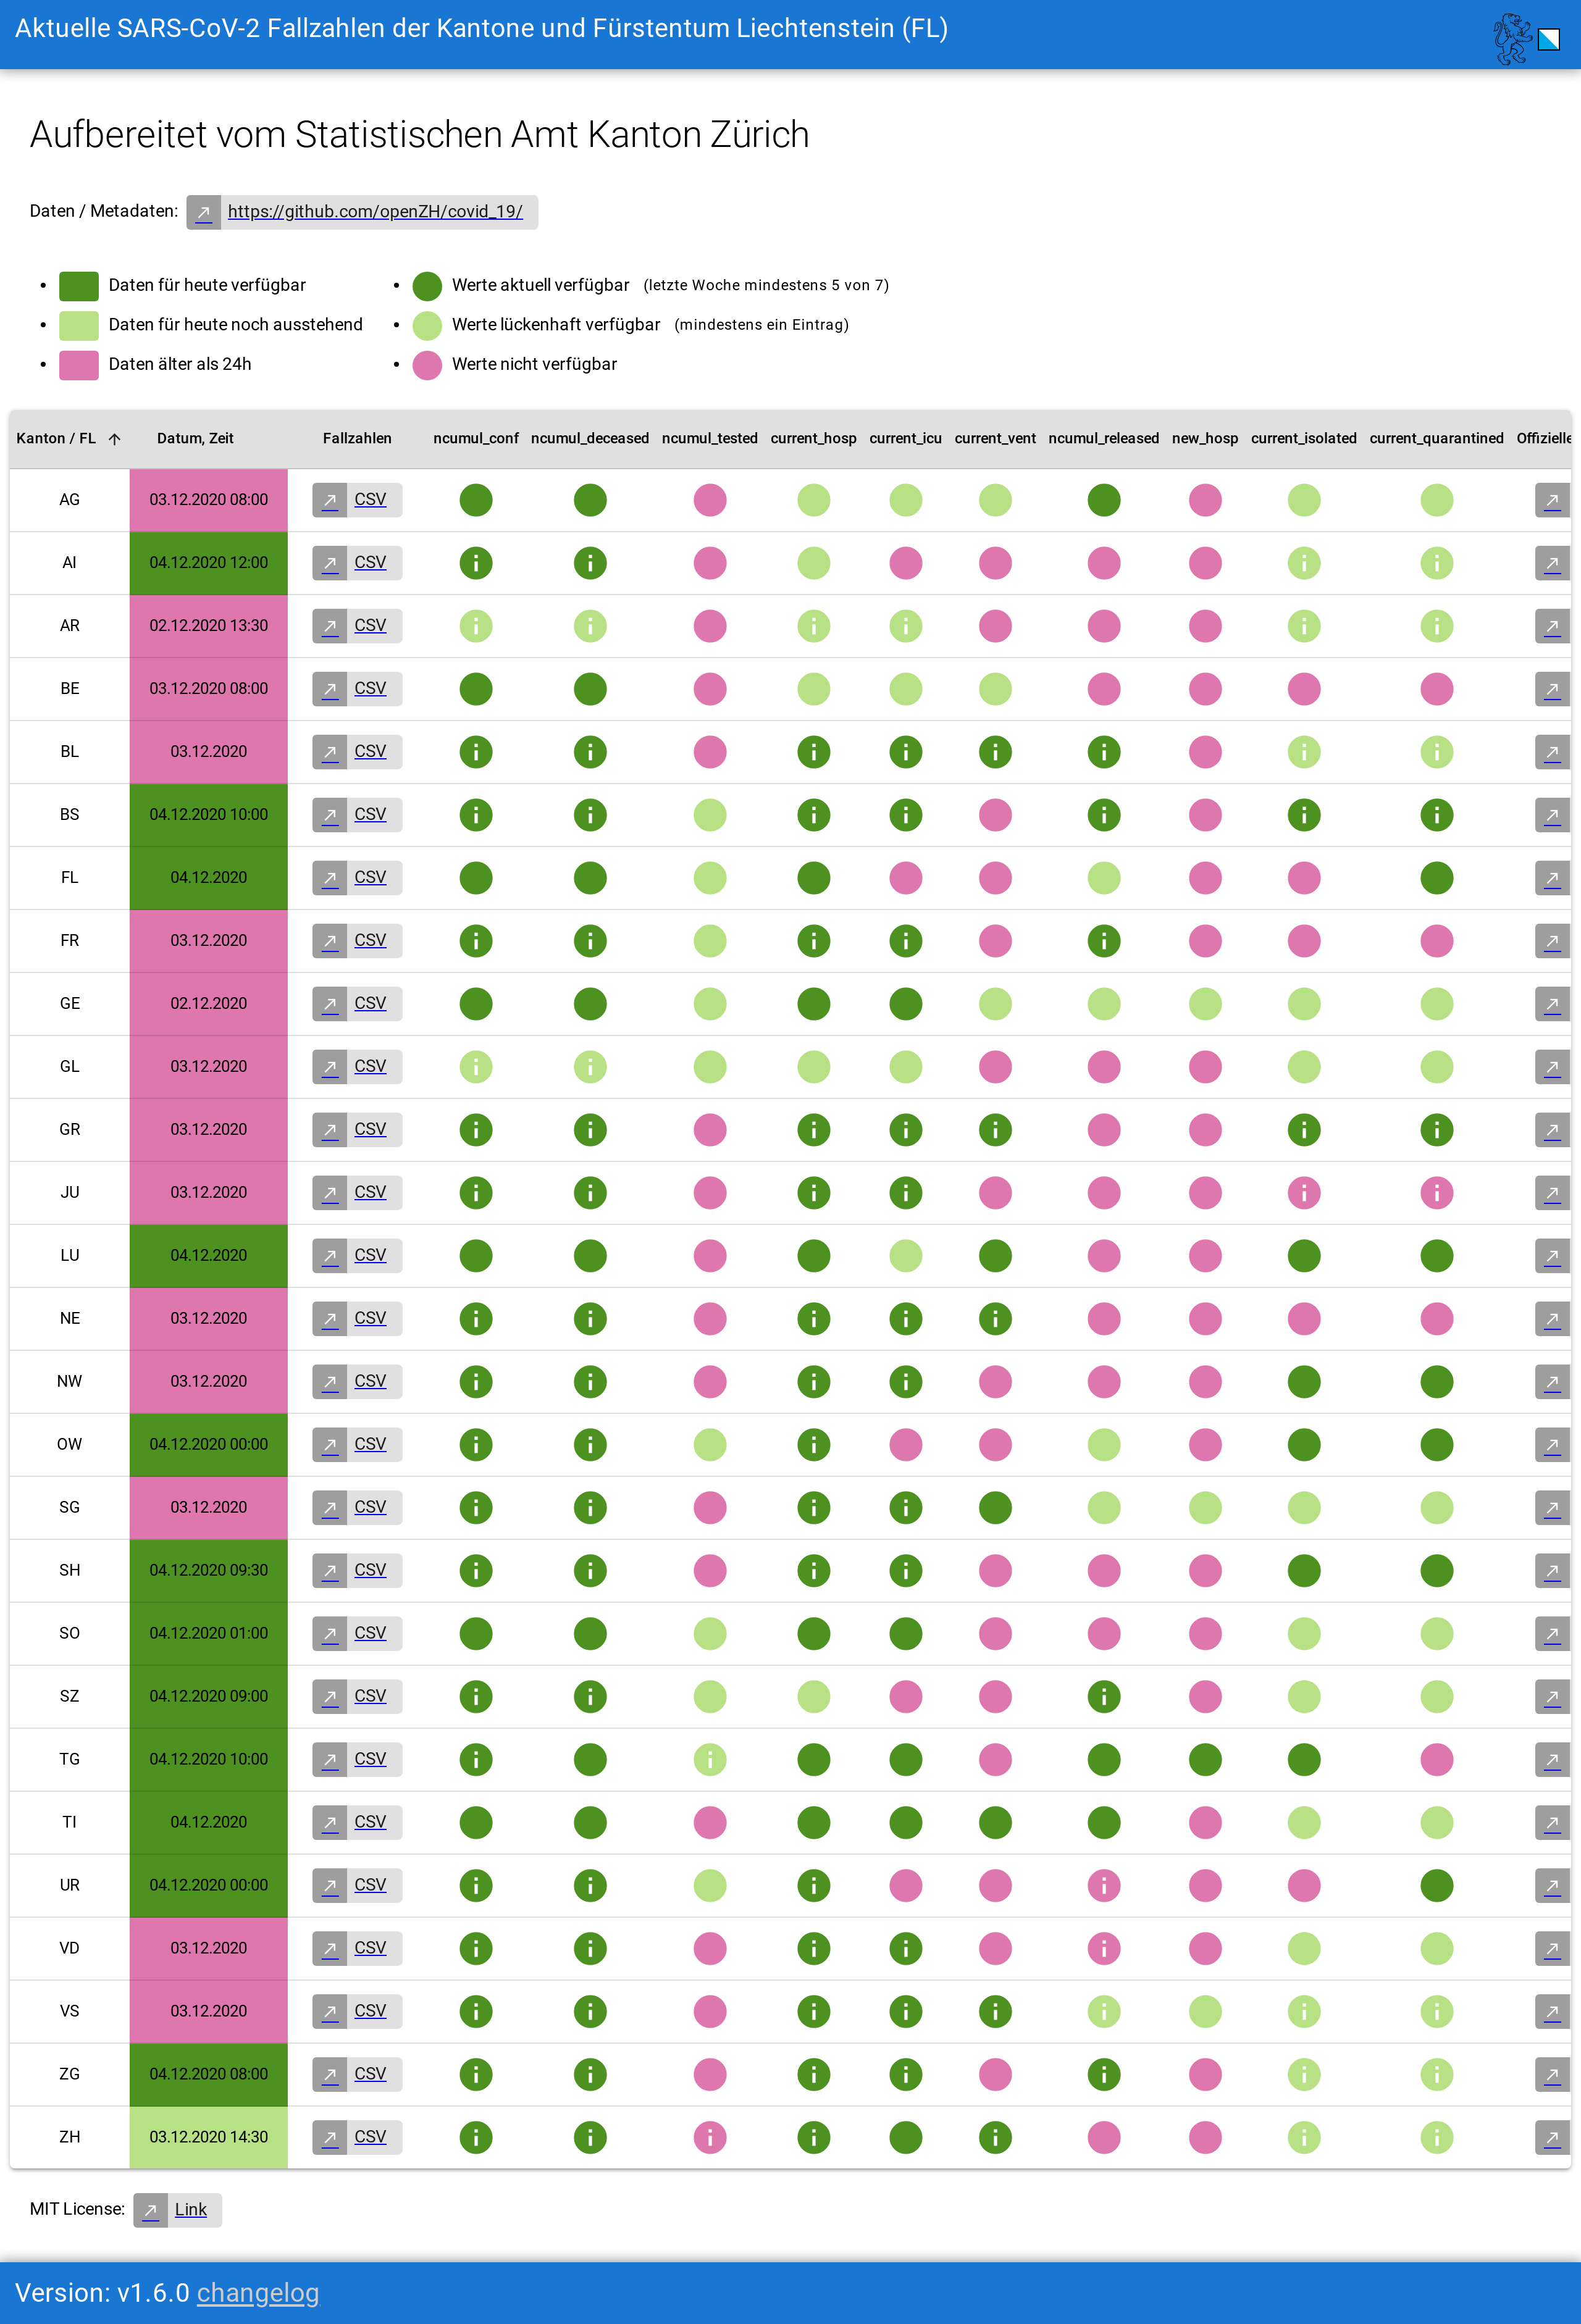 Aktuelle SARS-CoV-2 Fallzahlen der Kantone und Fürstentum Liechtenstein (FL)
Aufbereitet vom Statistischen Amt Kanton Zürich
Daten / Metadaten: https://github.com/openZH/covid_19/
Daten für heute verfügbar
Daten für heute noch ausstehend
Daten älter als 24h
Werte aktuell verfügbar (letzte Woche mindestens 5 von 7)
Werte lückenhaft verfügbar (mindestens ein Eintrag)
Werte nicht verfügbar
Kanton / FL Datum, Zeit Fallzahlen ncumul_conf ncumul_deceased ncumul_tested current_hosp current_icu current_vent ncumul_released new_hosp current_isolated current_quarantined Offizielle
AG 03.12.2020 08:00 CSV
AI 04.12.2020 12:00 CSV
AR 02.12.2020 13:30 CSV
BE 03.12.2020 08:00 CSV
BL 03.12.2020 CSV
BS 04.12.2020 10:00 CSV
FL 04.12.2020 CSV
FR 03.12.2020 CSV
GE 02.12.2020 CSV
GL 03.12.2020 CSV
GR 03.12.2020 CSV
JU 03.12.2020 CSV
LU 04.12.2020 CSV
NE 03.12.2020 CSV
NW 03.12.2020 CSV
OW 04.12.2020 00:00 CSV
SG 03.12.2020 CSV
SH 04.12.2020 09:30 CSV
SO 04.12.2020 01:00 CSV
SZ 04.12.2020 09:00 CSV
TG 04.12.2020 10:00 CSV
TI 04.12.2020 CSV
UR 04.12.2020 00:00 CSV
VD 03.12.2020 CSV
VS 03.12.2020 CSV
ZG 04.12.2020 08:00 CSV
ZH 03.12.2020 14:30 CSV
MIT License: Link
Version: v1.6.0 changelog